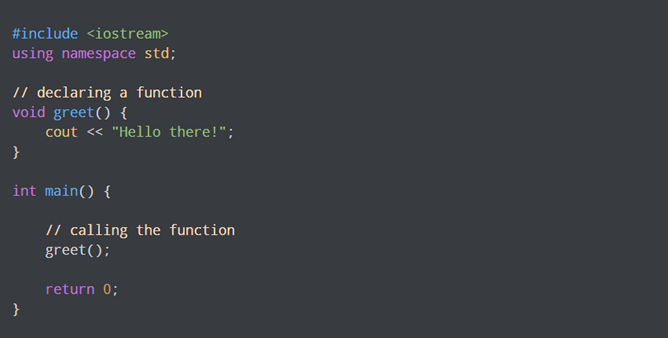 #include <iostream>
using namespace std;
// declaring a function
void greet() {
    cout << "Hello there!";
}
int main() {
    // calling the function
    greet();
    return 0;
}